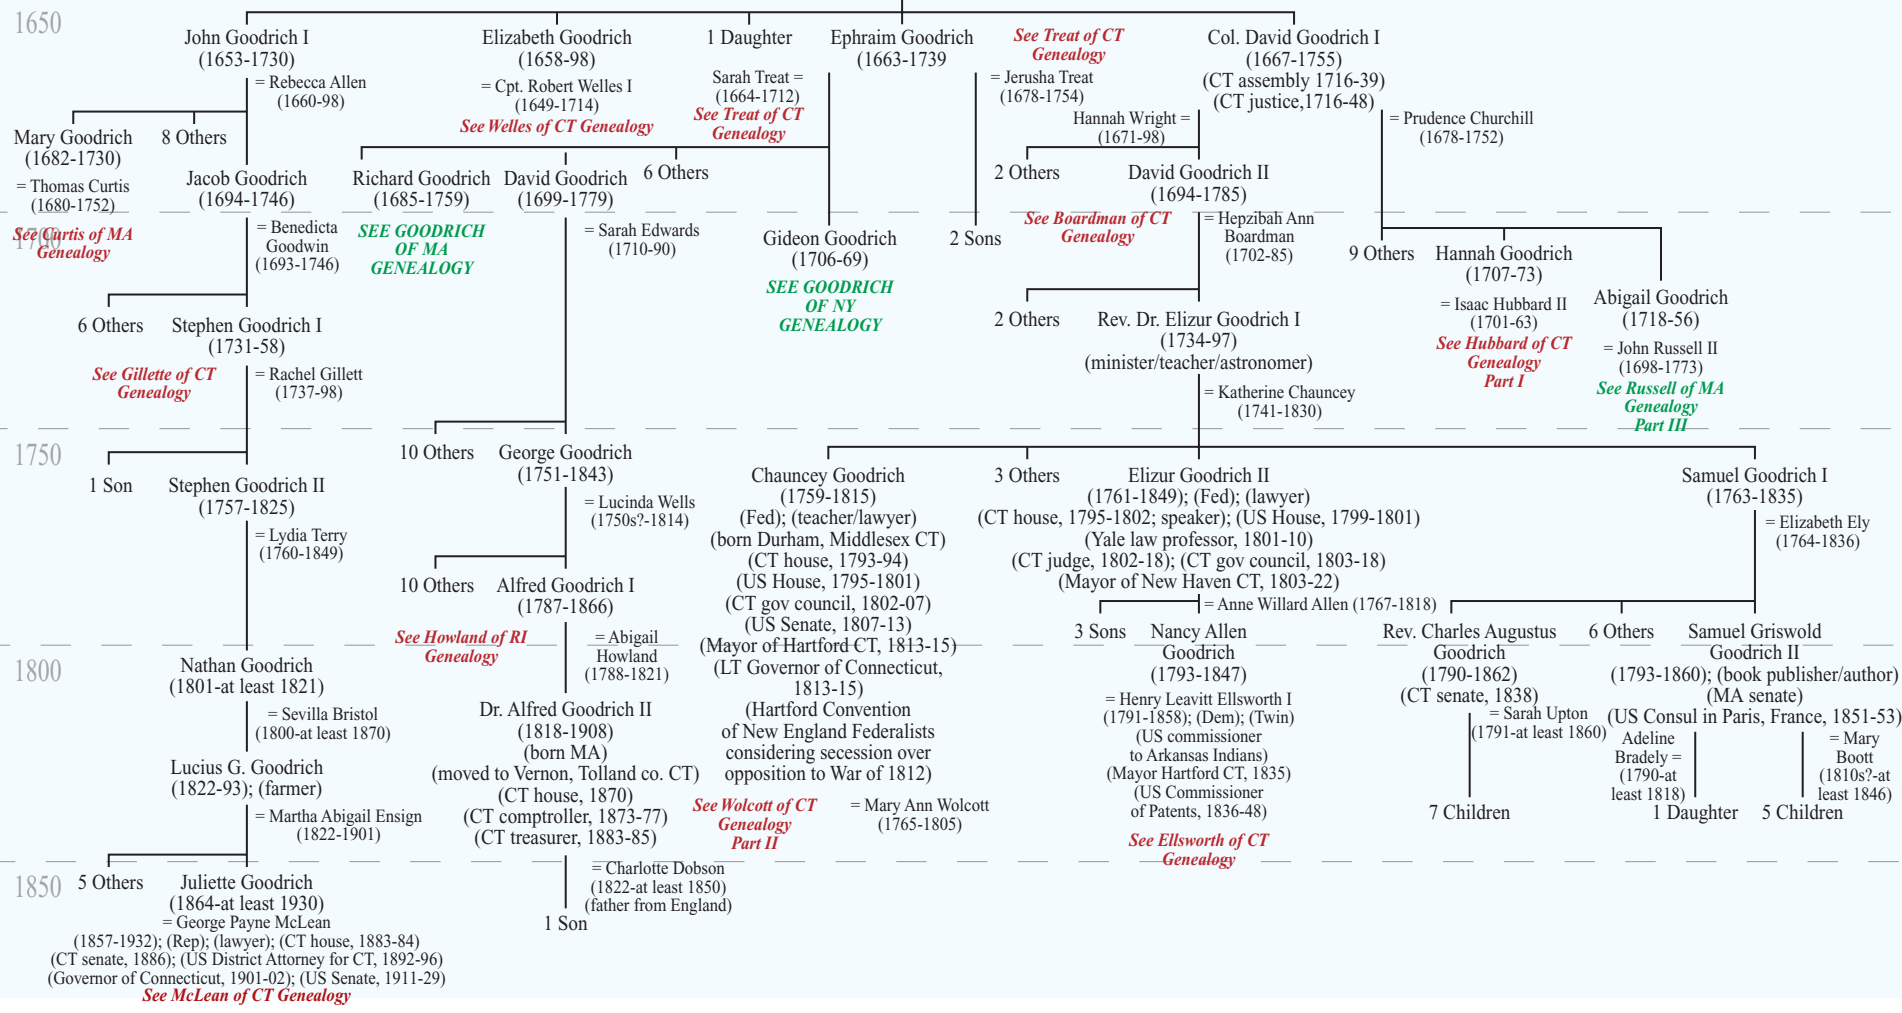 1650
John Goodrich I
(1653-1730)
= Rebecca Allen
(1660-98)
Elizabeth Goodrich
(1658-98)
= Cpt. Robert Welles I
(1649-1714)
See Welles of CT Genealogy
1 Daughter
Ephraim Goodrich
(1663-1739
Sarah Treat =
(1664-1712)
See Treat of CT
Genealogy
See Treat of CT
Genealogy
= Jerusha Treat
(1678-1754)
Col. David Goodrich I
(1667-1755)
(CT assembly 1716-39)
(CT justice,1716-48)
Hannah Wright =
(1671-98)
= Prudence Churchill
(1678-1752)
Mary Goodrich
(1682-1730)
= Thomas Curtis
(1680-1752)
See Curtis of MA
Genealogy
8 Others
Jacob Goodrich
(1694-1746)
= Benedicta
Goodwin
(1693-1746)
Richard Goodrich
(1685-1759)
SEE GOODRICH
OF MA
GENEALOGY
David Goodrich
(1699-1779)
= Sarah Edwards
(1710-90)
6 Others
2 Others
David Goodrich II
(1694-1785)
See Boardman of CT
Genealogy
= Hepzibah Ann
Boardman
(1702-85)
1700
Gideon Goodrich
(1706-69)
SEE GOODRICH
OF NY
GENEALOGY
2 Sons
9 Others
Hannah Goodrich
(1707-73)
= Isaac Hubbard II
(1701-63)
See Hubbard of CT
Genealogy
Part I
Abigail Goodrich
(1718-56)
= John Russell II
(1698-1773)
See Russell of MA
Genealogy
Part III
6 Others
Stephen Goodrich I
(1731-58)
See Gillette of CT
Genealogy
= Rachel Gillett
(1737-98)
2 Others
Rev. Dr. Elizur Goodrich I
(1734-97)
(minister/teacher/astronomer)
= Katherine Chauncey
(1741-1830)
1750
1 Son
Stephen Goodrich II
(1757-1825)
= Lydia Terry
(1760-1849)
10 Others
George Goodrich
(1751-1843)
= Lucinda Wells
(1750s?-1814)
Chauncey Goodrich
(1759-1815)
(Fed); (teacher/lawyer)
(born Durham, Middlesex CT)
(CT house, 1793-94)
(US House, 1795-1801)
(CT gov council, 1802-07)
(US Senate, 1807-13)
(Mayor of Hartford CT, 1813-15)
(LT Governor of Connecticut,
1813-15)
(Hartford Convention
of New England Federalists
considering secession over
opposition to War of 1812)
See Wolcott of CT
Genealogy
Part II
= Mary Ann Wolcott
(1765-1805)
3 Others
Elizur Goodrich II
(1761-1849); (Fed); (lawyer)
(CT house, 1795-1802; speaker); (US House, 1799-1801)
(Yale law professor, 1801-10)
(CT judge, 1802-18); (CT gov council, 1803-18)
(Mayor of New Haven CT, 1803-22)
= Anne Willard Allen (1767-1818)
Samuel Goodrich I
(1763-1835)
= Elizabeth Ely
(1764-1836)
10 Others
Alfred Goodrich I
(1787-1866)
See Howland of RI
Genealogy
= Abigail
Howland
(1788-1821)
3 Sons
Nancy Allen
Goodrich
(1793-1847)
= Henry Leavitt Ellsworth I
(1791-1858); (Dem); (Twin)
(US commissioner
to Arkansas Indians)
(Mayor Hartford CT, 1835)
(US Commissioner
of Patents, 1836-48)
See Ellsworth of CT
Genealogy
Rev. Charles Augustus
Goodrich
(1790-1862)
(CT senate, 1838)
= Sarah Upton
(1791-at least 1860)
7 Children
6 Others
Samuel Griswold
Goodrich II
(1793-1860); (book publisher/author)
(MA senate)
(US Consul in Paris, France, 1851-53)
Adeline
Bradely =
(1790-at
least 1818)
1 Daughter
= Mary
Boott
(1810s?-at
least 1846)
5 Children
1800
Nathan Goodrich
(1801-at least 1821)
= Sevilla Bristol
(1800-at least 1870)
Dr. Alfred Goodrich II
(1818-1908)
(born MA)
(moved to Vernon, Tolland co. CT)
(CT house, 1870)
(CT comptroller, 1873-77)
(CT treasurer, 1883-85)
= Charlotte Dobson
(1822-at least 1850)
(father from England)
1 Son
Lucius G. Goodrich
(1822-93); (farmer)
= Martha Abigail Ensign
(1822-1901)
1850
5 Others
Juliette Goodrich
(1864-at least 1930)
= George Payne McLean
(1857-1932); (Rep); (lawyer); (CT house, 1883-84)
(CT senate, 1886); (US District Attorney for CT, 1892-96)
(Governor of Connecticut, 1901-02); (US Senate, 1911-29)
See McLean of CT Genealogy